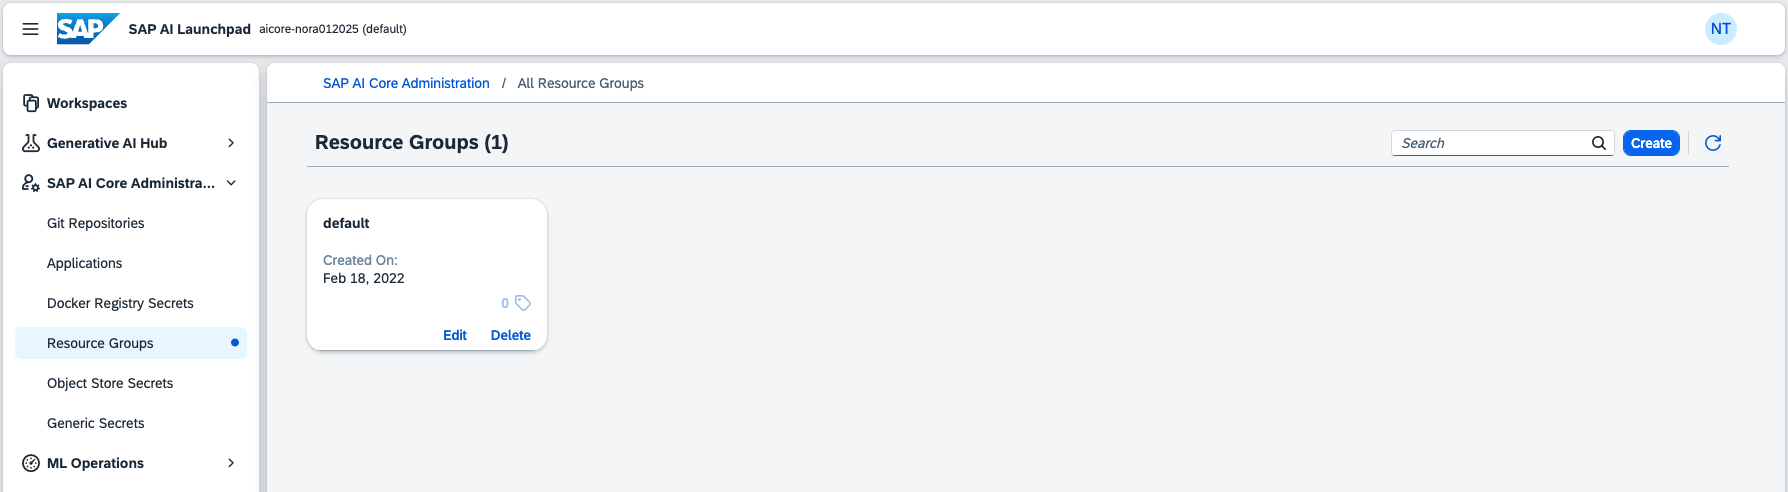 SAP SAP AI Launchpad aicore-nora012025 (default) NT
Workspaces
Generative AI Hub
SAP AI Core Administra...
Git Repositories
Applications
Docker Registry Secrets
Resource Groups
Object Store Secrets
Generic Secrets
ML Operations
SAP AI Core Administration / All Resource Groups
Resource Groups (1) Search Create
default
Created On:
Feb 18, 2022
0
Edit Delete